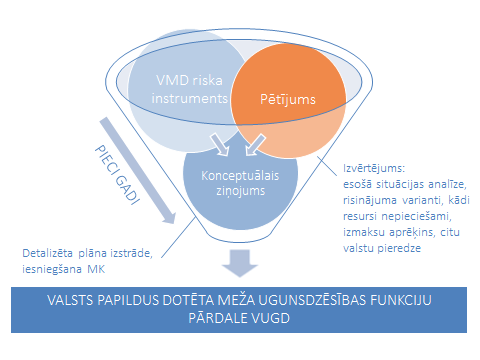 VMD riska
instruments
Pētījums
Konceptuālais
ziņojums
PIECI GADI
Izvērtējums:
esošā situācijas analīze,
risinājuma varianti, kādi
resursi nepieciešami,
izmaksu aprēķins, citu
valstu pieredze
Detalizēta plāna izstrāde,
iesniegšana MK
VALSTS PAPILDUS DOTĒTA MEŽA UGUNSDZĒSĪBAS FUNKCIJU
PĀRDALE VUGD